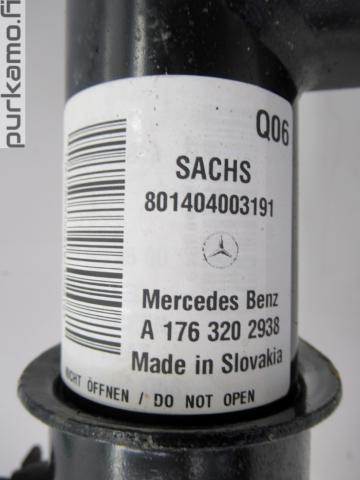 purkamo.fi
Q06
SACHS
801404003191
Mercedes Benz
A 176 320 2938
Made in Slovakia
NICHT ÖFFNEN / DO NOT OPEN